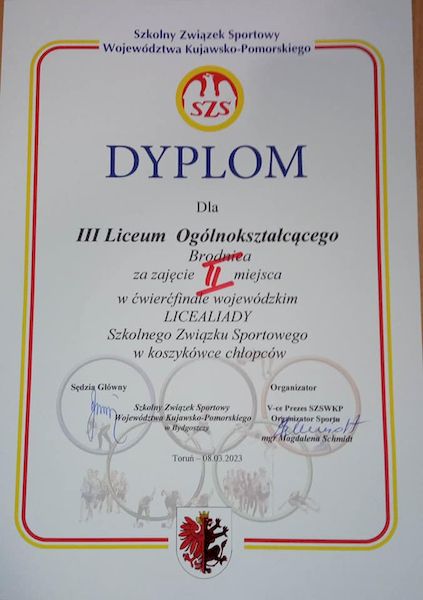 Szkolny Związek Sportowy
Województwa Kujawsko-Pomorskiego
SZS
DYPLOM
Dla
III Liceum Ogólnokształcącego
Brodnica
za zajęcie II miejsca
w ćwierćfinale wojewódzkim
LICEALIADY
Szkolnego Związku Sportowego
w koszykówce chłopców
Sędzia Główny
Szkolny Związek Sportowy
Województwa Kujawsko-Pomorskiego
w Bydgoszczy
Organizator
V-ce Prezes SZSWKP
Organizator Sportu
mgr Magdalena Schmidt
Toruń – 08.03.2023